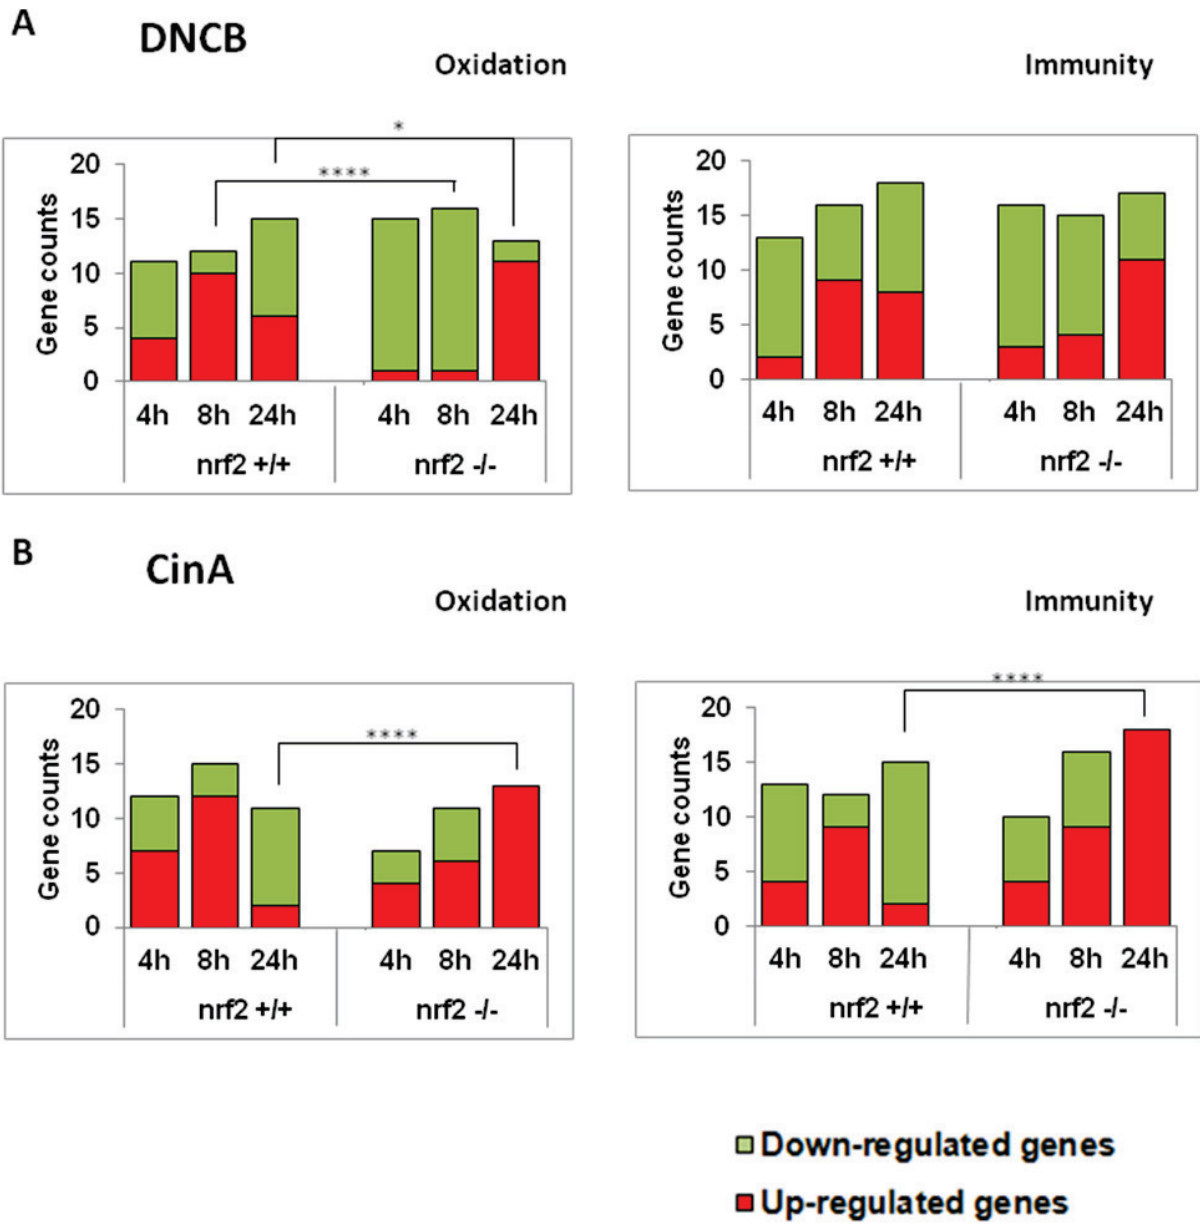 A
DNCB
Oxidation
Immunity
*
****
Gene counts
20
15
10
5
0
4h 8h 24h 4h 8h 24h
nrf2 +/+ nrf2 -/-
Gene counts
20
15
10
5
0
4h 8h 24h 4h 8h 24h
nrf2 +/+ nrf2 -/-
B
CinA
Oxidation
Immunity
****
Gene counts
20
15
10
5
0
4h 8h 24h 4h 8h 24h
nrf2 +/+ nrf2 -/-
****
Gene counts
20
15
10
5
0
4h 8h 24h 4h 8h 24h
nrf2 +/+ nrf2 -/-
Down-regulated genes
Up-regulated genes